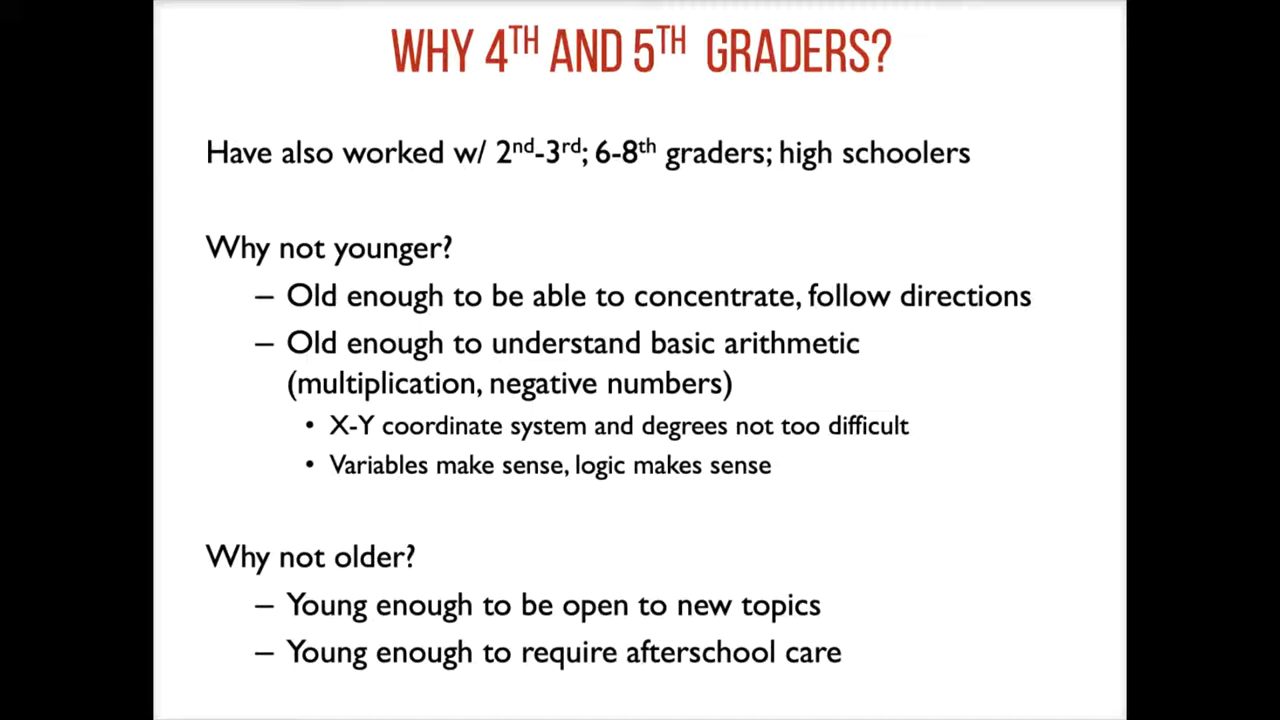 WHY 4TH AND 5TH GRADERS?
Have also worked w/ 2nd-3rd; 6-8th graders; high schoolers
Why not younger?
– Old enough to be able to concentrate, follow directions
– Old enough to understand basic arithmetic
(multiplication, negative numbers)
• X-Y coordinate system and degrees not too difficult
• Variables make sense, logic makes sense
Why not older?
– Young enough to be open to new topics
– Young enough to require afterschool care